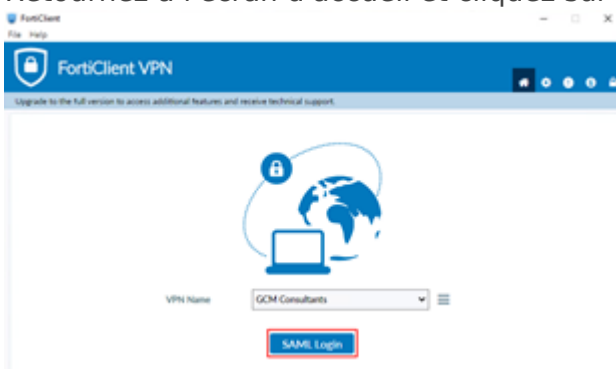 Retournez à l'écran d'accueil et cliquez sur
FortiClient
File Help
FortiClient VPN
Upgrade to the full version to access additional features and receive technical support.
VPN Name GCM Consultants
SAML Login